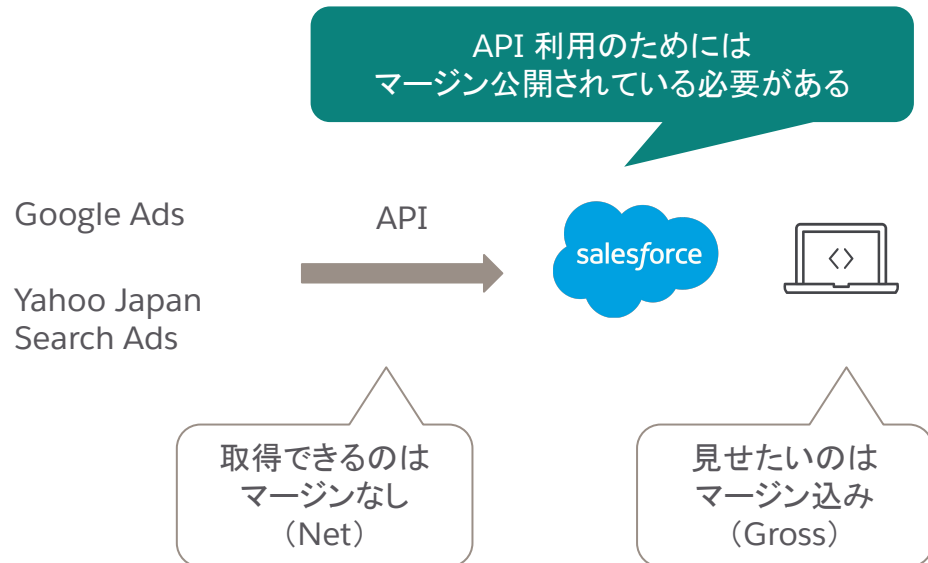 API 利用のためには
マージン公開されている必要がある
Google Ads
API
salesforce
<>
Yahoo Japan
Search Ads
取得できるのは
マージンなし
（Net）
見せたいのは
マージン込み
（Gross）